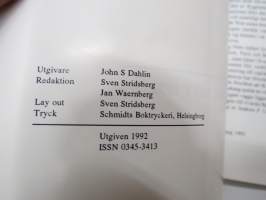 Utgivare John S Dahlin
Redaktion Sven Stridsberg
Jan Waernberg
Lay out Sven Stridsberg
Tryck Schmidts Boktryckeri, Helsingborg
Utgiven 1992
ISSN 0345-3413